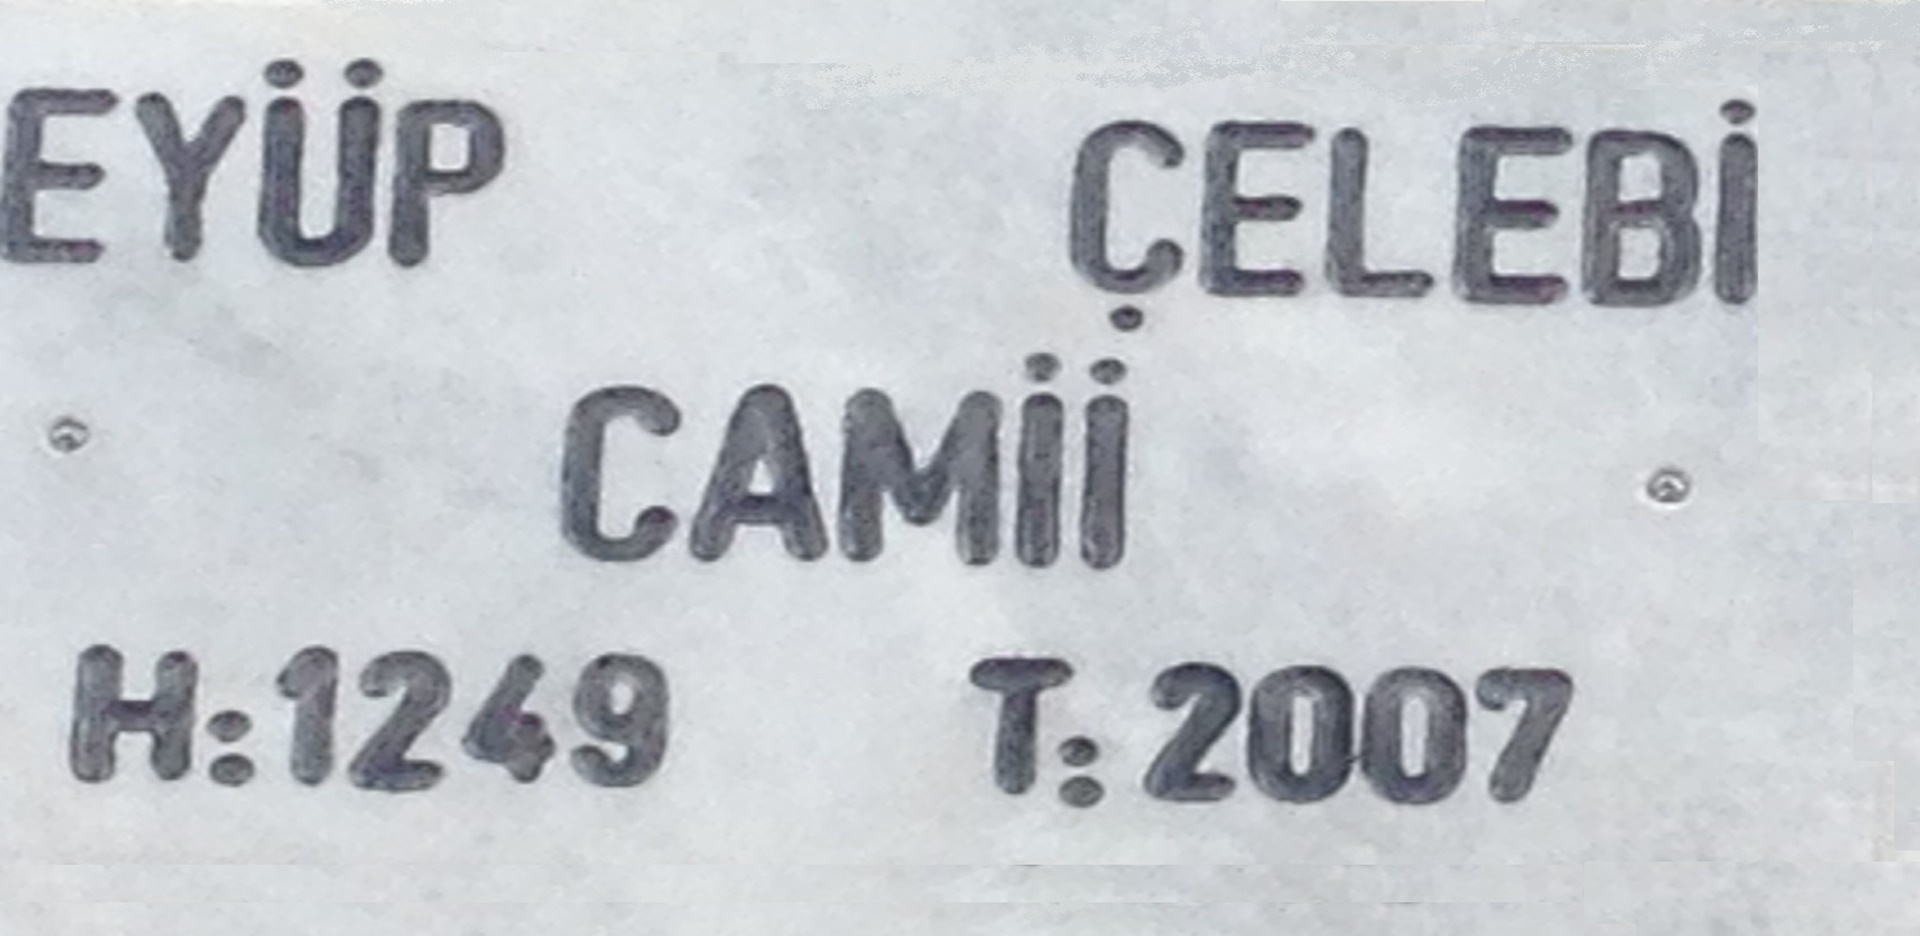 EYÜP ÇELEBİ
CAMİİ
H:1249 T:2007